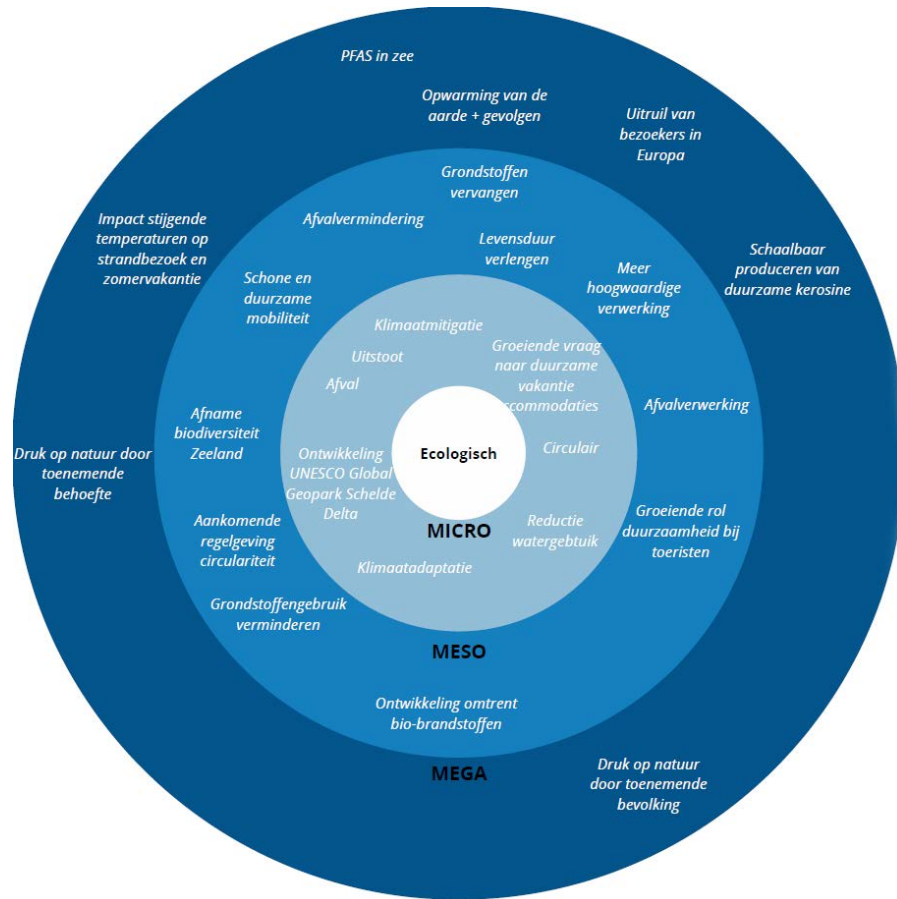 PFAS in zee
Opwarming van de
aarde + gevolgen
Uitruil van
bezoekers in
Europa
Grondstoffen
vervangen
Impact stijgende
temperaturen op
strandbezoek en
zomervakantie
Afvalvermindering
Levensduur
verlengen
Schaalbaar
produceren van
duurzame kerosine
Schone en
duurzame
mobiliteit
Meer
hoogwaardige
verwerking
Klimaatmitigatie
Uitstoot
Groeiende vraag
naar duurzame
vakantie
ccommodaties
Afval
Afname
biodiversiteit
Zeeland
Afvalverwerking
Druk op natuur door
toenemende
behoefte
Ontwikkeling
UNESCO Global
Geopark Schelde
Delta
Ecologisch
Circulair
MICRO
Aankomende
regelgeving
circulariteit
Reductie
watergebtuik
Groeiende rol
duurzaamheid bij
toeristen
Klimaatadaptatie
Grondstoffengebruik
verminderen
MESO
Ontwikkeling omtrent
bio-brandstoffen
MEGA
Druk op natuur
door toenemende
bevolking